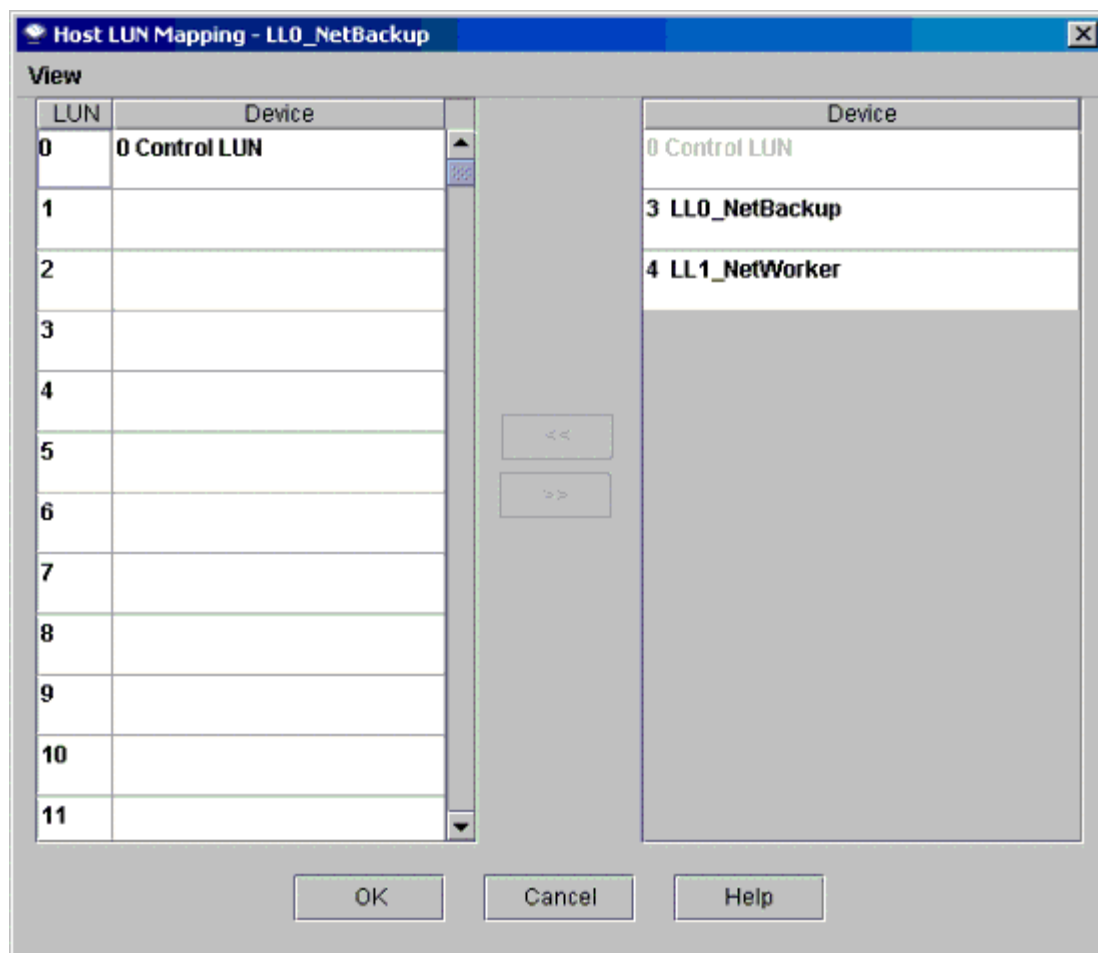 Host LUN Mapping - LL0_NetBackup
View
LUN Device
0 0 Control LUN
1
2
3
4
5
6
7
8
9
10
11
<<
>>
Device
0 Control LUN
3 LL0_NetBackup
4 LL1_NetWorker
OK Cancel Help